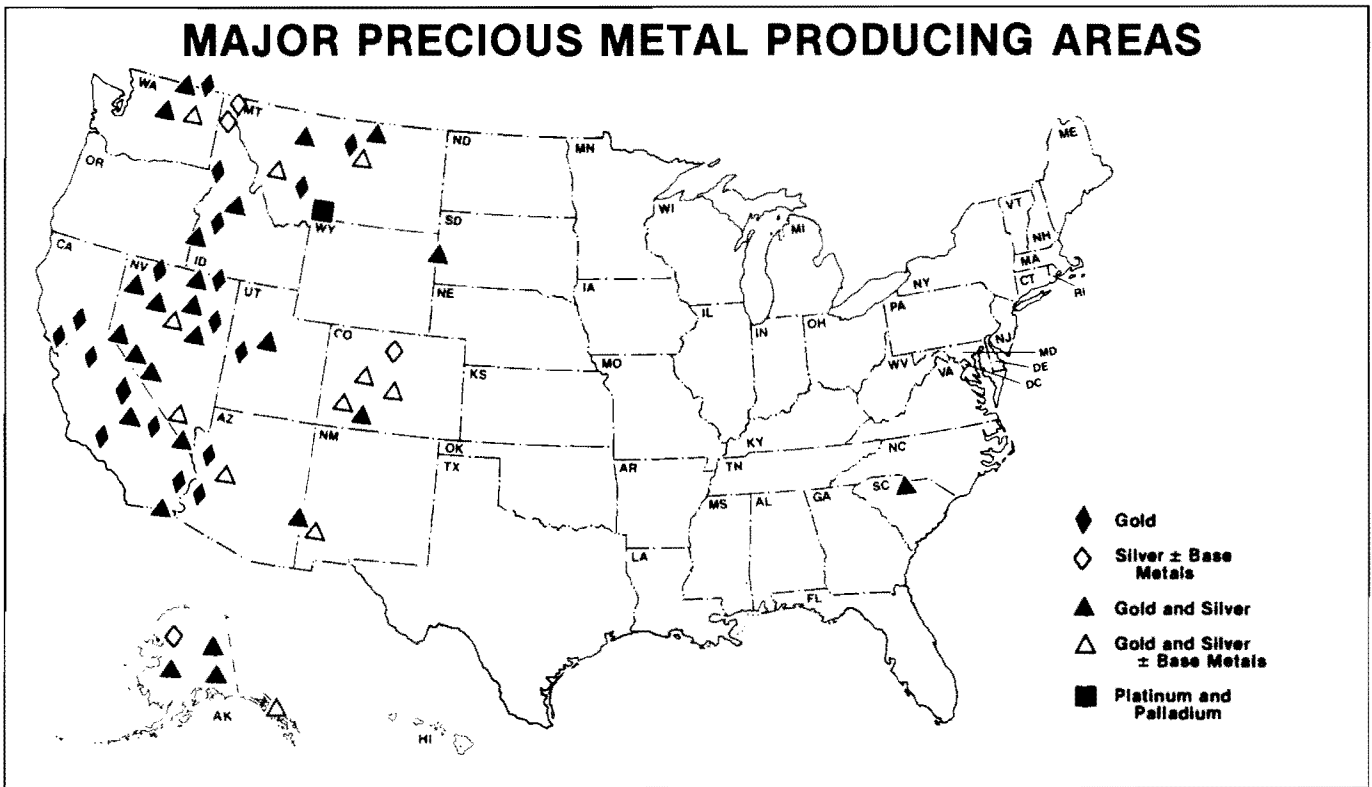 MAJOR PRECIOUS METAL PRODUCING AREAS
WA
MT
ND
MN
ME
OR
WI
MI
VT
NH
SD
WY
MA
CT
RI
NY
CA
NV
ID
UT
NE
IA
IL
IN
OH
PA
NJ
MD
DE
DC
CO
KS
MO
WV
VA
AZ
NM
OK
TX
KY
NC
AR
TN
SC
MS
AL
GA
LA
FL
AK
HI
Gold
Silver ± Base
Metals
Gold and Silver
Gold and Silver
± Base Metals
Platinum and
Palladium